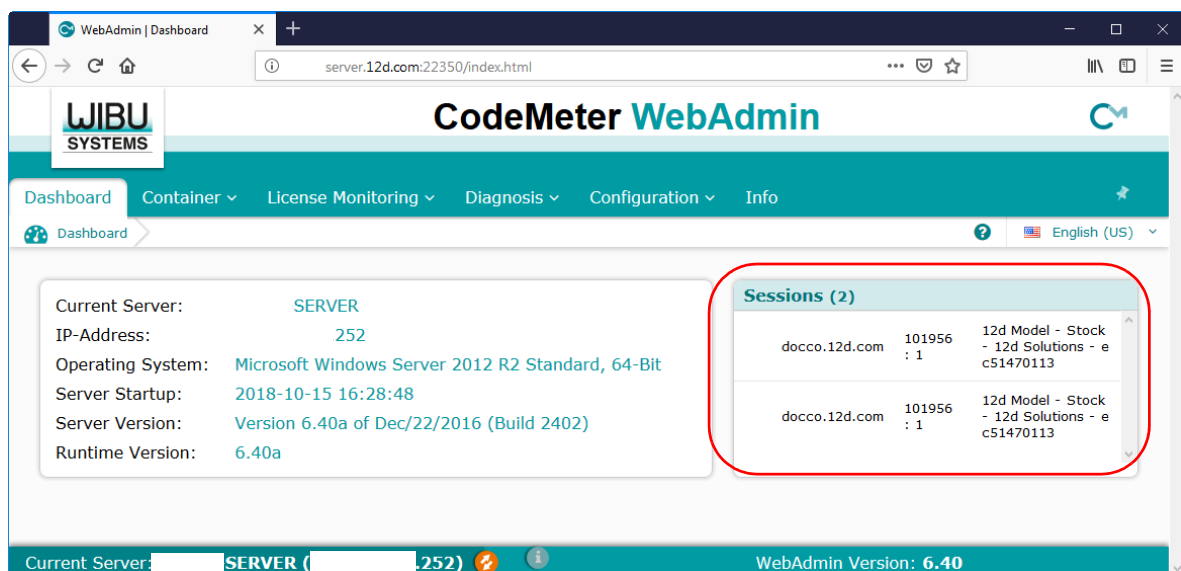 WebAdmin | Dashboard
server.12d.com:22350/index.html
WIBU
SYSTEMS
CodeMeter WebAdmin
Dashboard Container License Monitoring Diagnosis Configuration Info
Dashboard
English (US)
Current Server: SERVER
IP-Address: .252
Operating System: Microsoft Windows Server 2012 R2 Standard, 64-Bit
Server Startup: 2018-10-15 16:28:48
Server Version: Version 6.40a of Dec/22/2016 (Build 2402)
Runtime Version: 6.40a
Sessions (2)
docco.12d.com
101956
: 1
12d Model - Stock
- 12d Solutions - e
c51470113
docco.12d.com
101956
: 1
12d Model - Stock
- 12d Solutions - e
c51470113
Current Server: SERVER ( .252)
WebAdmin Version: 6.40